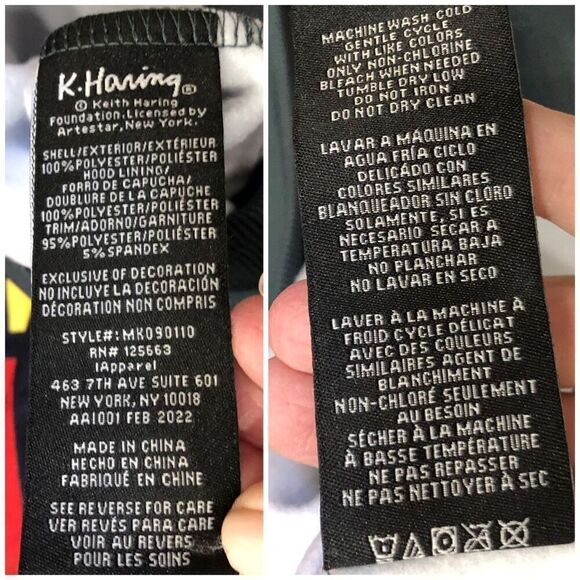 K.Haring®
© Keith Haring
Foundation.Licensed by
Artestar, New York.
SHELL/EXTERIOR/EXTÉRIEUR
100%POLYESTER/POLIÉSTER
HOOD LINING/
FORRO DE CAPUCHA/
DOUBLURE DE LA CAPUCHE
100%POLYESTER/POLIÉSTER
TRIM/ADORNO/GARNITURE
95%POLYESTER/POLIÉSTER
5% SPANDEX
EXCLUSIVE OF DECORATION
NO INCLUYE LA DECORACIÓN
DÉCORATION NON COMPRIS
STYLE#: MK090110
RN# 125663
IApparel
463 7TH AVE SUITE 601
NEW YORK, NY 10018
AA1001 FEB 2022
MADE IN CHINA
HECHO EN CHINA
FABRIQUÉ EN CHINE
SEE REVERSE FOR CARE
VER REVÉS PARA CARE
VOIR AU REVERS
POUR LES SOINS
MACHINE WASH COLD
GENTLE CYCLE
WITH LIKE COLORS
ONLY NON-CHLORINE
BLEACH WHEN NEEDED
TUMBLE DRY LOW
DO NOT IRON
DO NOT DRY CLEAN
LAVAR A MÁQUINA EN
AGUA FRÍA CICLO
DELICADO CON
COLORES SIMILARES
BLANQUEADOR SIN CLORO
SOLAMENTE, SI ES
NECESARIO SECAR A
TEMPERATURA BAJA
NO PLANCHAR
NO LAVAR EN SECO
LAVER À LA MACHINE À
FROID CYCLE DÉLICAT
AVEC DES COULEURS
SIMILAIRES AGENT DE
BLANCHIMENT
NON-CHLORÉ SEULEMENT
AU BESOIN
SÉCHER À LA MACHINE
À BASSE TEMPÉRATURE
NE PAS REPASSER
NE PAS NETTOYER À SEC